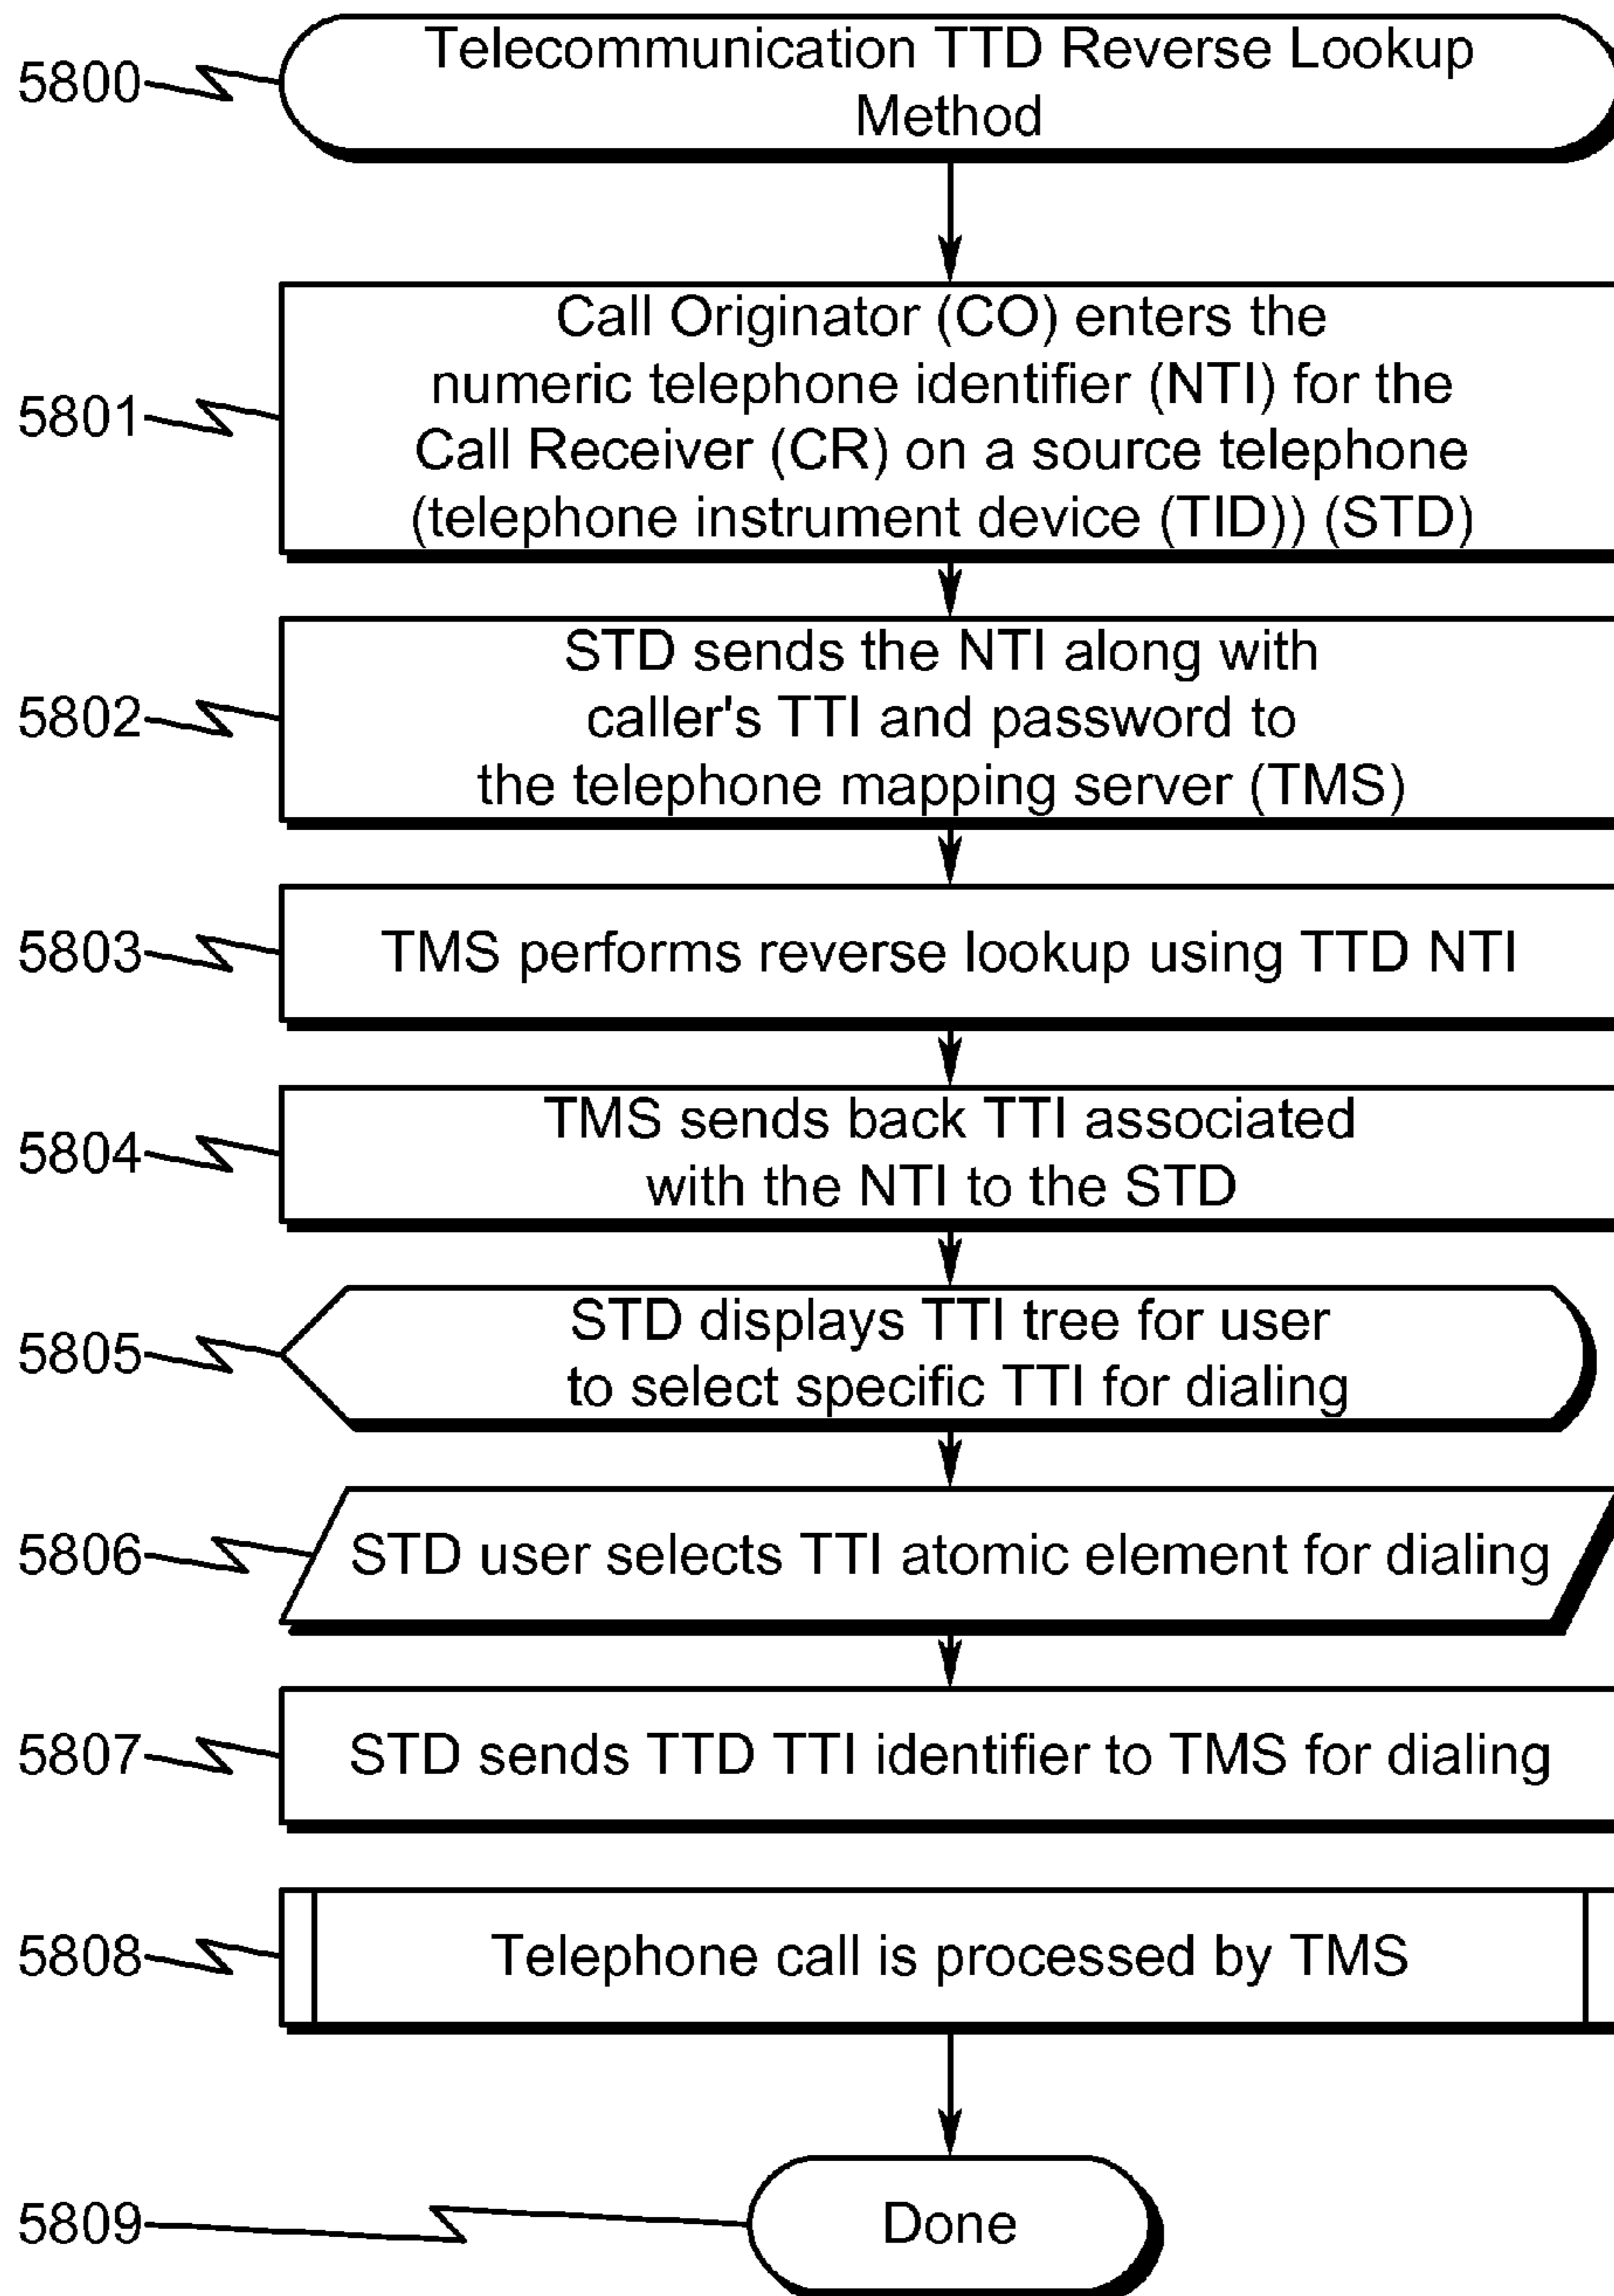 5800
Telecommunication TTD Reverse Lookup
Method
5801
Call Originator (CO) enters the
numeric telephone identifier (NTI) for the
Call Receiver (CR) on a source telephone
(telephone instrument device (TID)) (STD)
5802
STD sends the NTI along with
caller's TTI and password to
the telephone mapping server (TMS)
5803
TMS performs reverse lookup using TTD NTI
5804
TMS sends back TTI associated
with the NTI to the STD
5805
STD displays TTI tree for user
to select specific TTI for dialing
5806
STD user selects TTI atomic element for dialing
5807
STD sends TTD TTI identifier to TMS for dialing
5808
Telephone call is processed by TMS
5809
Done